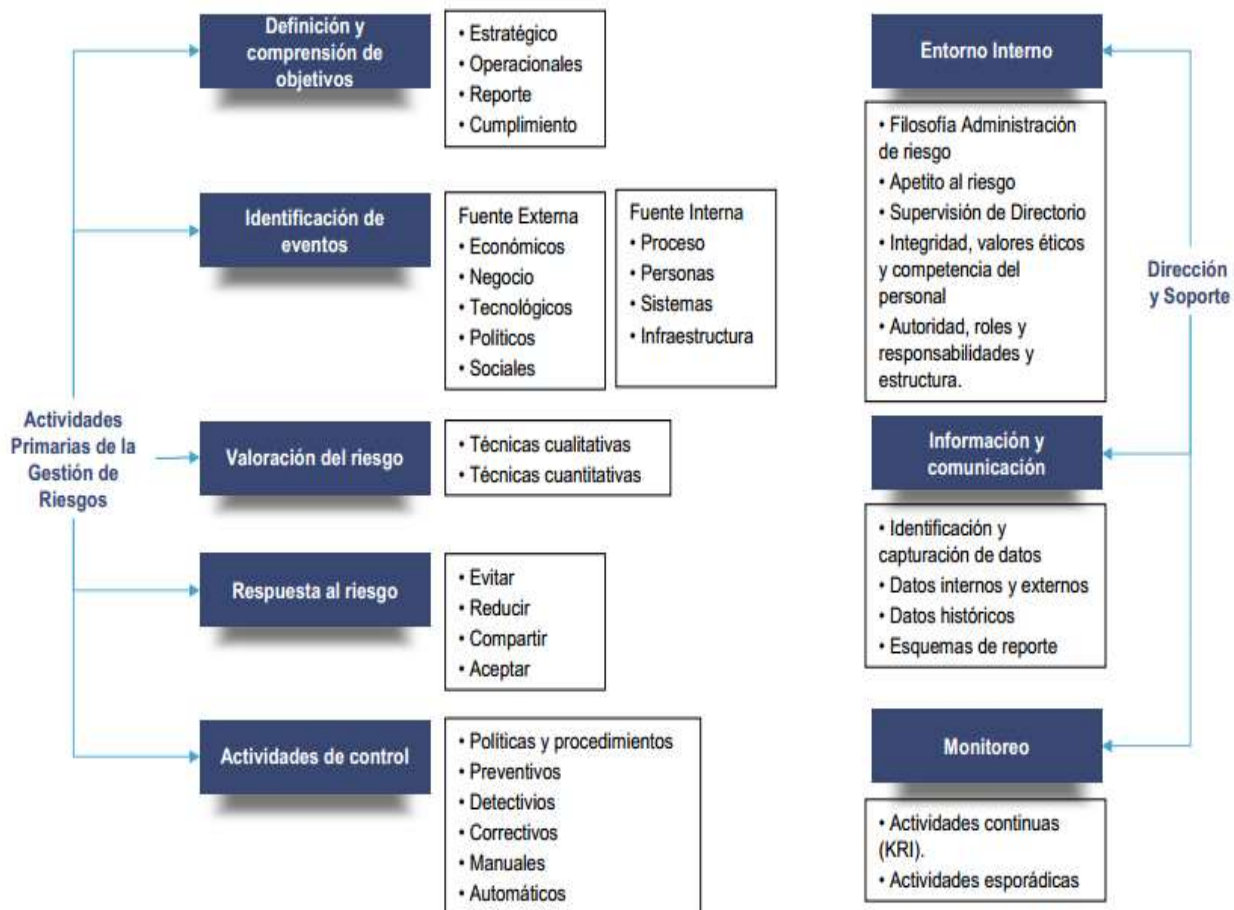 Actividades
Primarias de la
Gestión de
Riesgos
Definición y
comprensión de
objetivos
• Estratégico
• Operacionales
• Reporte
• Cumplimiento
Identificación de
eventos
Fuente Externa
• Económicos
• Negocio
• Tecnológicos
• Políticos
• Sociales
Fuente Interna
• Proceso
• Personas
• Sistemas
• Infraestructura
Valoración del riesgo
• Técnicas cualitativas
• Técnicas cuantitativas
Respuesta al riesgo
• Evitar
• Reducir
• Compartir
• Aceptar
Actividades de control
• Políticas y procedimientos
• Preventivos
• Detectivios
• Correctivos
• Manuales
• Automáticos
Dirección
y Soporte
Entorno Interno
• Filosofía Administración
de riesgo
• Apetito al riesgo
• Supervisión de Directorio
• Integridad, valores éticos
y competencia del
personal
• Autoridad, roles y
responsabilidades y
estructura.
Información y
comunicación
• Identificación y
capturación de datos
• Datos internos y externos
• Datos históricos
• Esquemas de reporte
Monitoreo
• Actividades continuas
(KRI).
• Actividades esporádicas